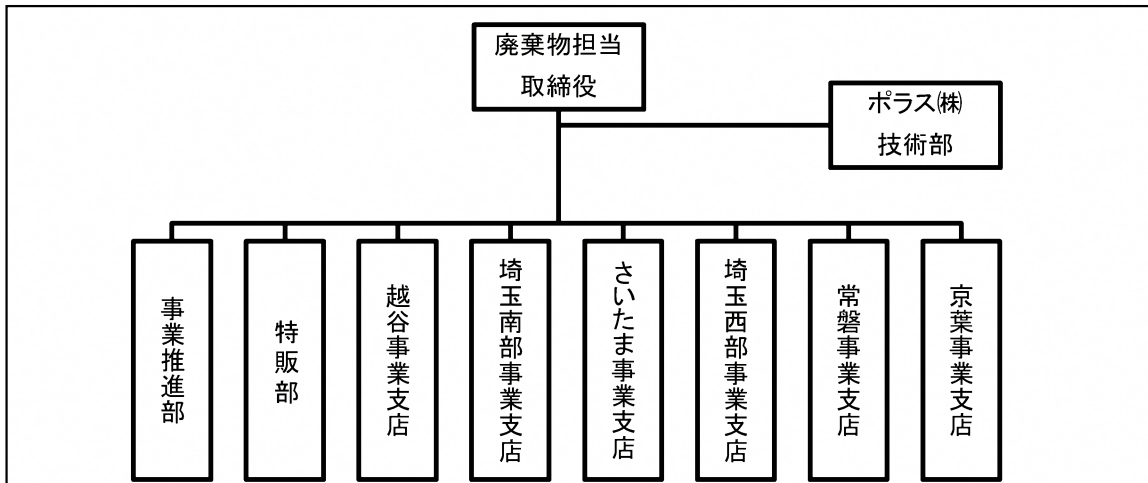 廃棄物担当
取締役
ポラス㈱
技術部
事業推進部
特販部
越谷事業支店
埼玉南部事業支店
さいたま事業支店
埼玉西部事業支店
常磐事業支店
京葉事業支店